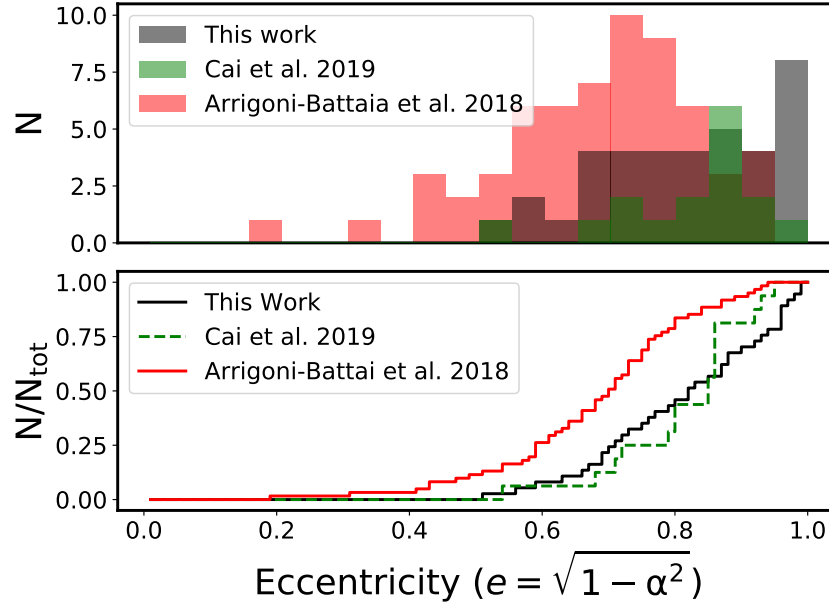 10.0
7.5
5.0
2.5
0.0
N
This work
Cai et al. 2019
Arrigoni-Battaia et al. 2018
1.00
0.75
0.50
0.25
0.00
N/N_tot
This Work
Cai et al. 2019
Arrigoni-Battai et al. 2018
0.0 0.2 0.4 0.6 0.8 1.0
Eccentricity (e = √1 − α²)